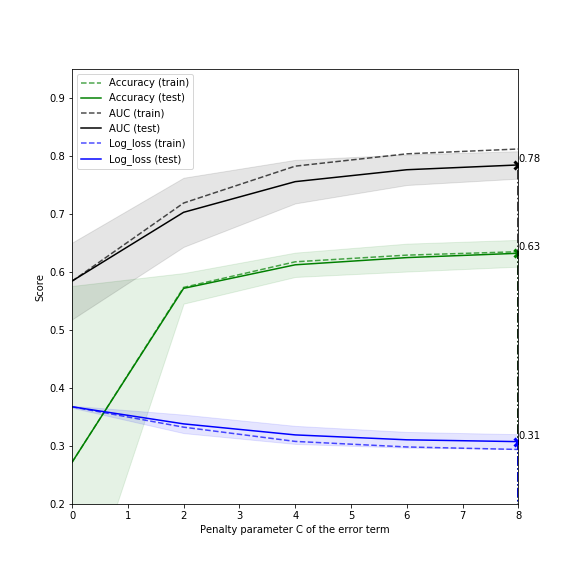 Accuracy (train)
Accuracy (test)
AUC (train)
AUC (test)
Log_loss (train)
Log_loss (test)
0.9
0.8
0.7
0.6
0.5
0.4
0.3
0.2
Score
0.78
0.63
0.31
0 1 2 3 4 5 6 7 8
Penalty parameter C of the error term